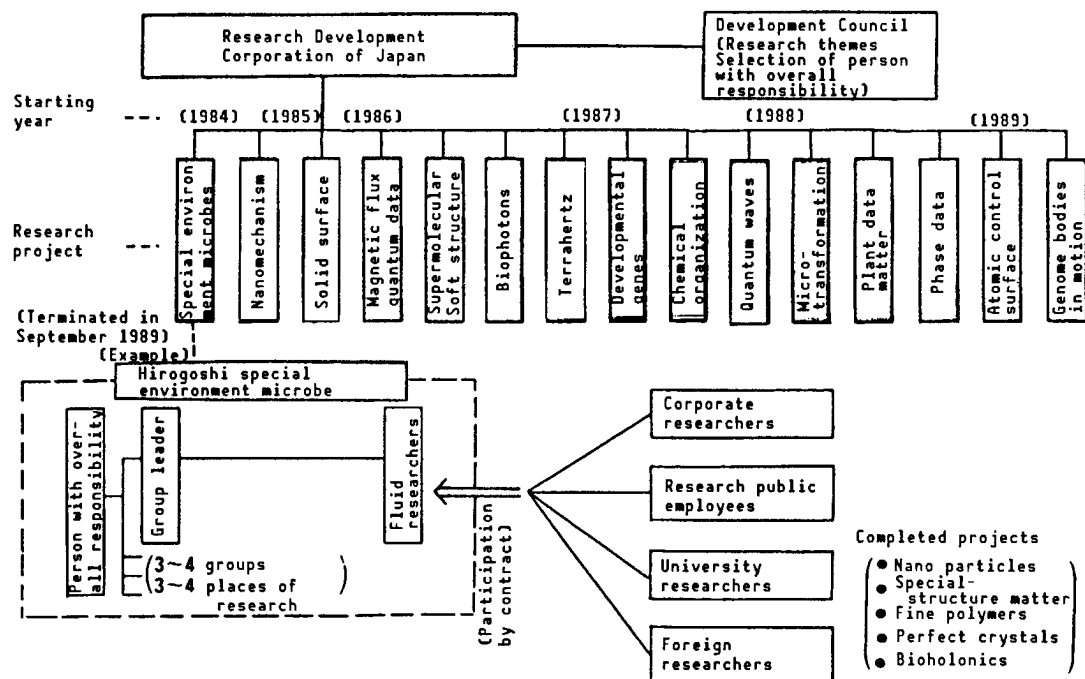 Research Development
Corporation of Japan
Development Council
(Research themes
Selection of person
with overall
responsibility)
Starting
year
(1984)
(1985)
(1986)
(1987)
(1988)
(1989)
Research
project
Special environ
ment microbes
Nanomechanism
Solid surface
Magnetic flux
quantum data
Supermolecular
Soft structure
Biophotons
Terrahertz
Developmental
genes
Chemical
organization
Quantum waves
Micro-
transformation
Plant data
matter
Phase data
Atomic control
surface
Genome bodies
in motion
(Terminated in
September 1989)
(Example)
Hirogoshi special
environment microbe
Person with over-
all responsibility
Group leader
Fluid
researchers
(3~4 groups
3~4 places of
research)
(Participation
by contract)
Corporate
researchers
Research public
employees
University
researchers
Foreign
researchers
Completed projects
● Nano particles
● Special-
structure matter
● Fine polymers
● Perfect crystals
● Bioholonics